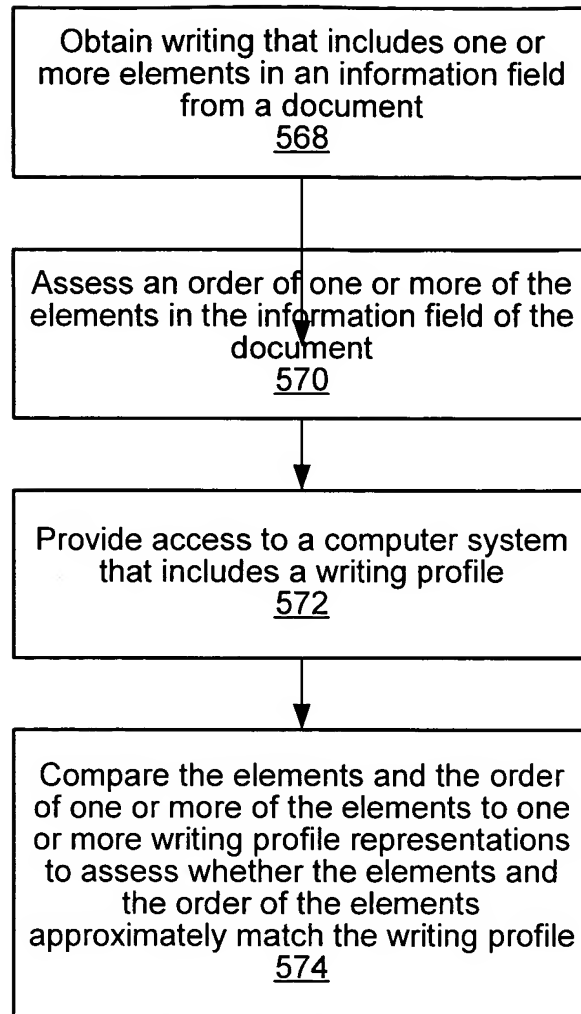 Obtain writing that includes one or
more elements in an information field
from a document
568
Assess an order of one or more of the
elements in the information field of the
document
570
Provide access to a computer system
that includes a writing profile
572
Compare the elements and the order
of one or more of the elements to one
or more writing profile representations
to assess whether the elements and
the order of the elements
approximately match the writing profile
574